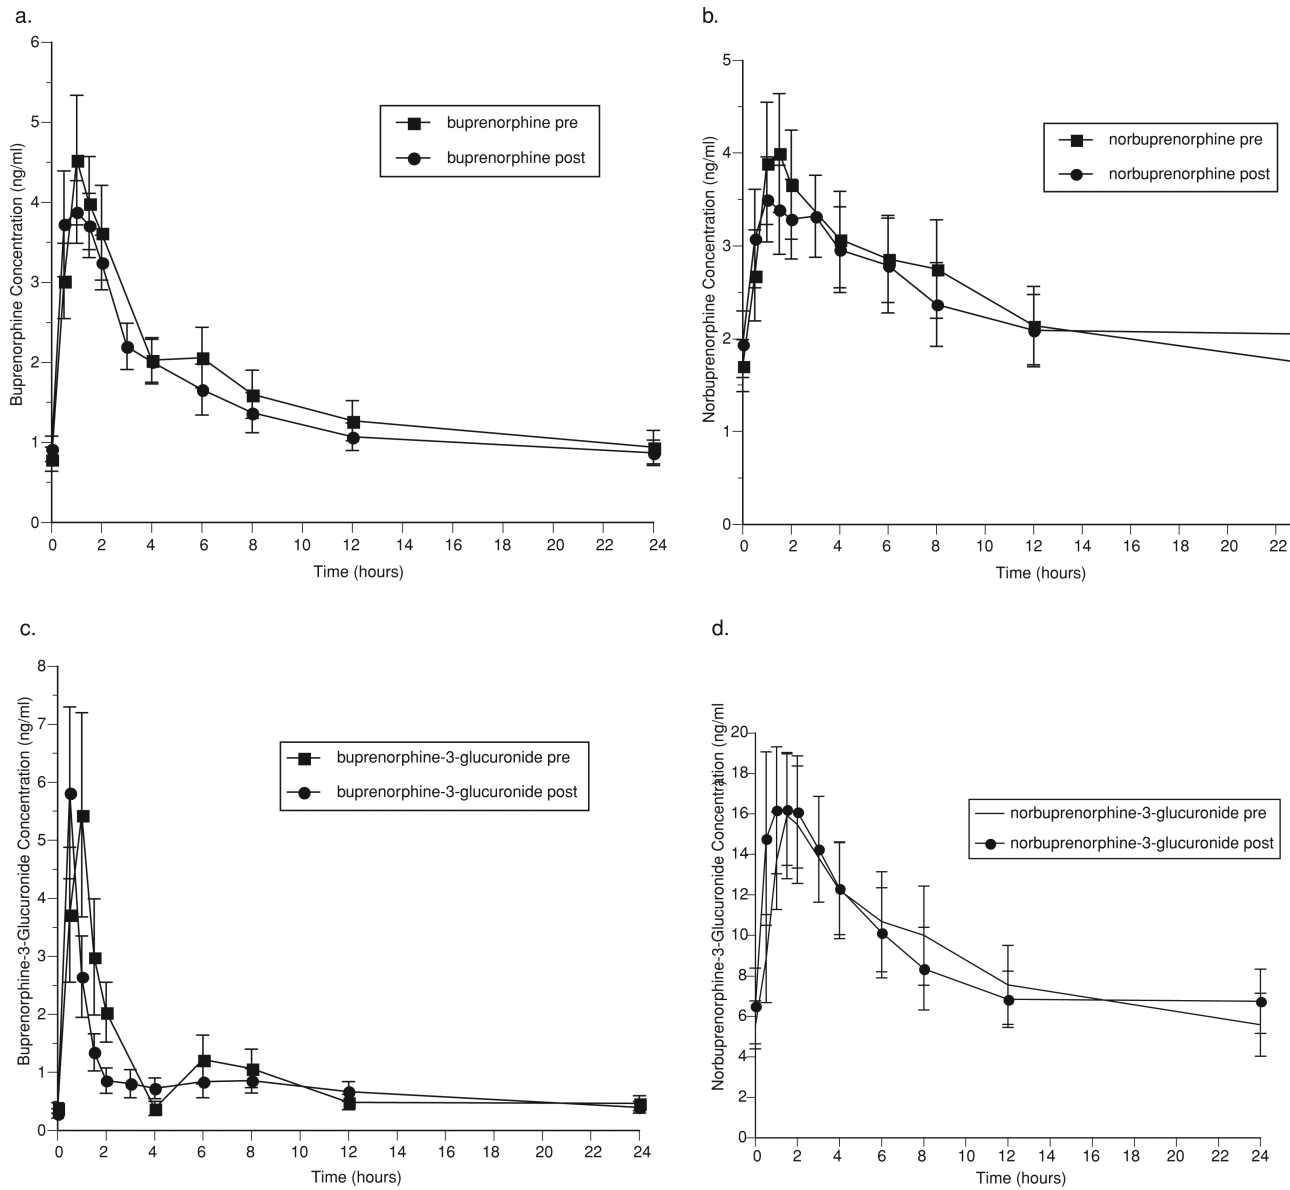 a.
6
5
4
3
2
1
0
Buprenorphine Concentration (ng/ml)
buprenorphine pre
buprenorphine post
0 2 4 6 8 10 12 14 16 18 20 22 24
Time (hours)
b.
5
4
3
2
1
0
Norbuprenorphine Concentration (ng/ml)
norbuprenorphine pre
norbuprenorphine post
0 2 4 6 8 10 12 14 16 18 20 22
Time (hours)
c.
8
7
6
5
4
3
2
1
0
Buprenorphine-3-Glucuronide Concentration (ng/ml)
buprenorphine-3-glucuronide pre
buprenorphine-3-glucuronide post
0 2 4 6 8 10 12 14 16 18 20 22 24
Time (hours)
d.
20
18
16
14
12
10
8
6
4
2
0
Norbuprenorphine-3-Glucuronide Concentration (ng/ml
norbuprenorphine-3-glucuronide pre
norbuprenorphine-3-glucuronide post
0 2 4 6 8 10 12 14 16 18 20 22 24
Time (hours)